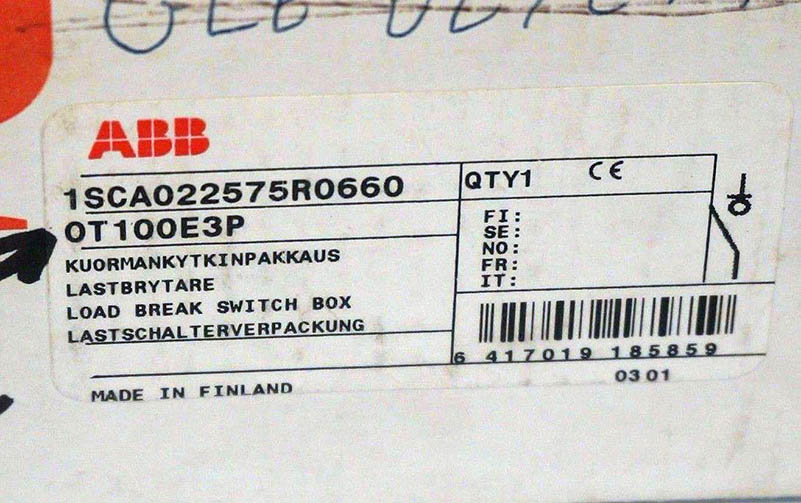 ABB
1SCA022575R0660
OT100E3P
KUORMANKYTKINPAKKAUS
LASTBRYTARE
LOAD BREAK SWITCH BOX
LASTSCHALTERVERPACKUNG
MADE IN FINLAND
QTY1 CE
FI:
SE:
NO:
FR:
IT:
6 417019 185859
0301